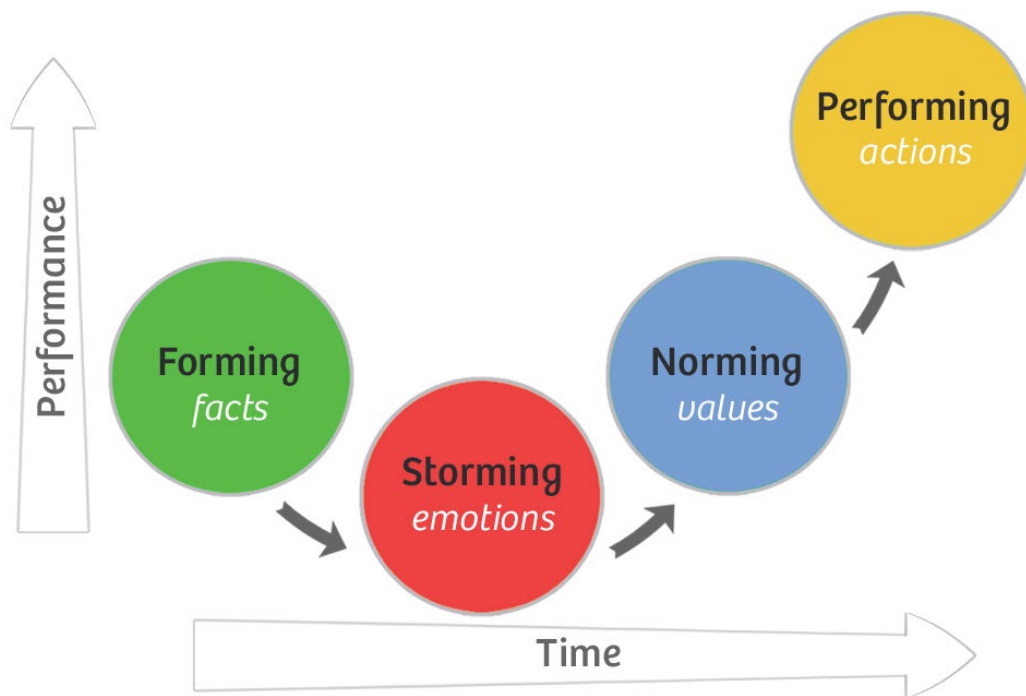 Performing
actions
Performance
Forming
facts
Norming
values
Storming
emotions
Time